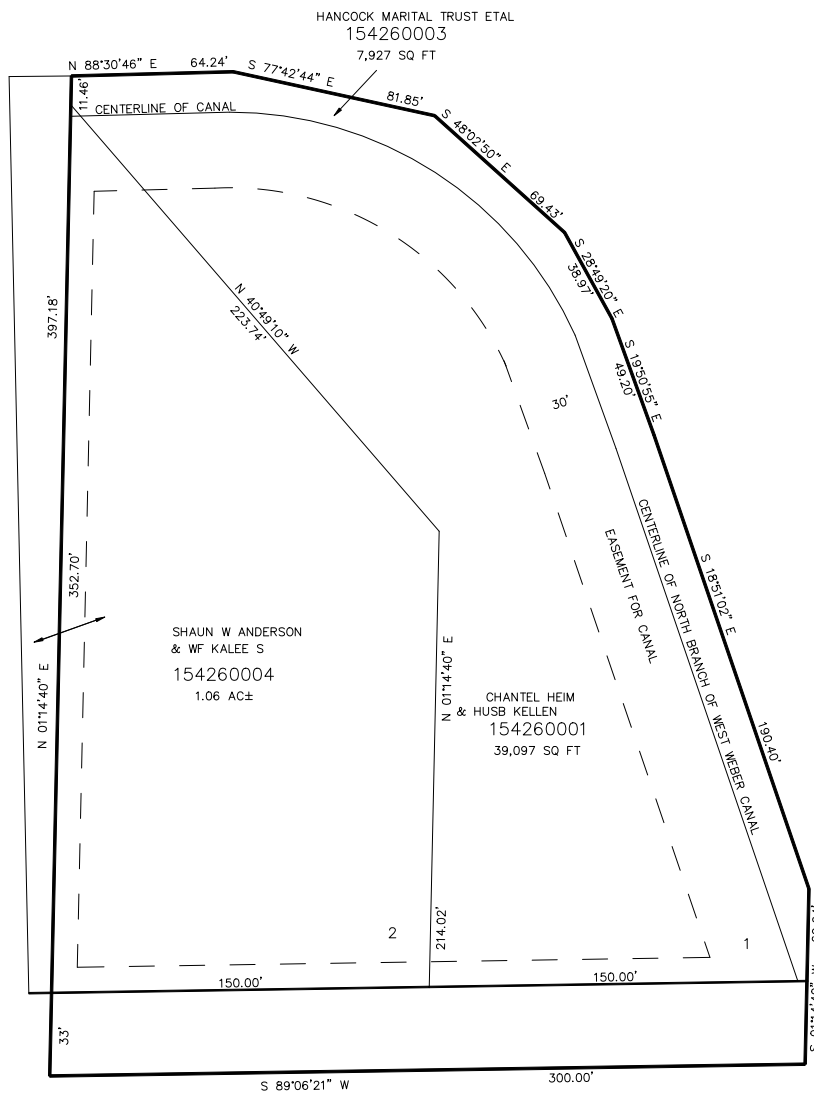 HANCOCK MARITAL TRUST ETAL
154260003
7,927 SQ FT
N 88°30'46" E
64.24'
S 77°42'44" E
81.85'
11.46'
CENTERLINE OF CANAL
S 48°02'50" E
69.43'
S 28°49'20" E
38.97'
N 40°49'10" W
223.74'
397.18'
S 19°50'55" E
49.20'
30'
CENTERLINE OF NORTH BRANCH OF WEST WEBER CANAL
EASEMENT FOR CANAL
S 18°51'02" E
190.40'
352.70'
N 01°14'40" E
SHAUN W ANDERSON
& WF KALEE S
154260004
1.06 AC±
N 01°14'40" E
214.02'
CHANTEL HEIM
& HUSB KELLEN
154260001
39,097 SQ FT
2
1
150.00'
150.00'
33'
S 89°06'21" W
300.00'